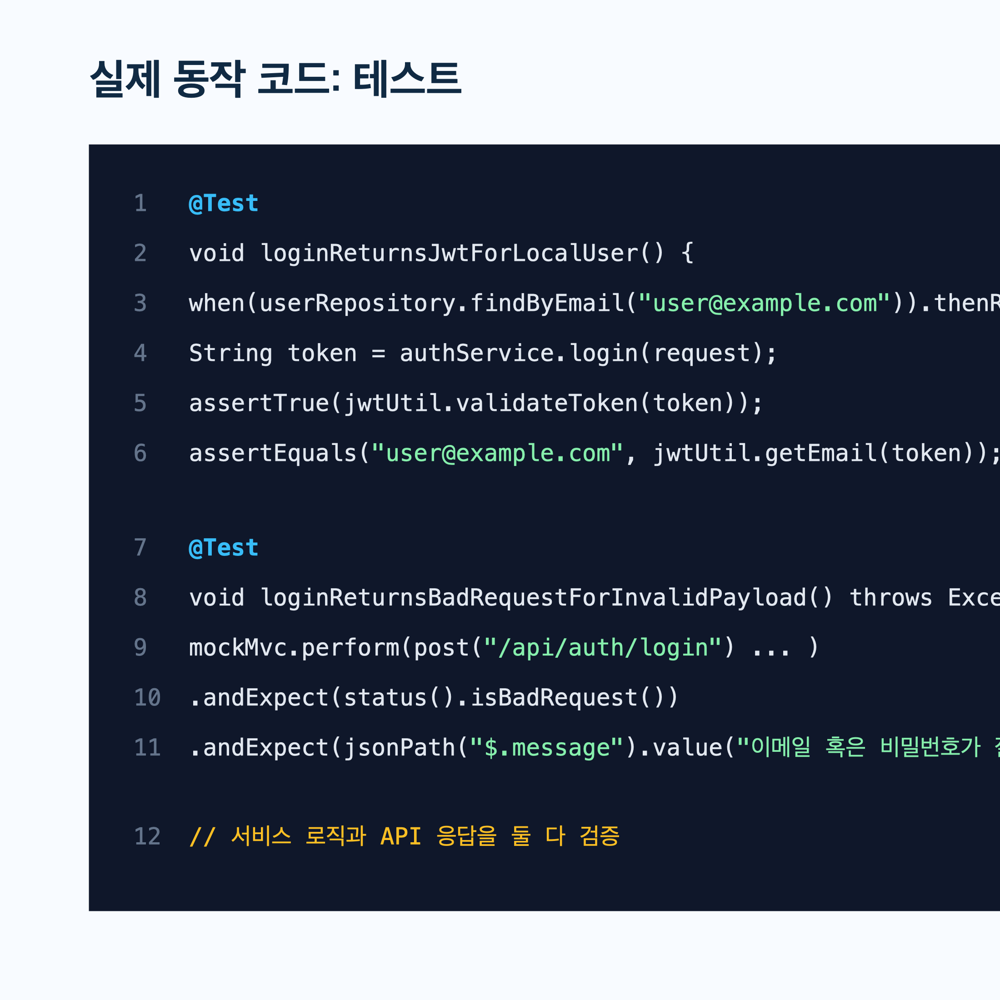 실제 동작 코드: 테스트
1 @Test
2 void loginReturnsJwtForLocalUser() {
3 when(userRepository.findByEmail("user@example.com")).thenR
4 String token = authService.login(request);
5 assertTrue(jwtUtil.validateToken(token));
6 assertEquals("user@example.com", jwtUtil.getEmail(token));
7 @Test
8 void loginReturnsBadRequestForInvalidPayload() throws Exce
9 mockMvc.perform(post("/api/auth/login") ... )
10 .andExpect(status().isBadRequest())
11 .andExpect(jsonPath("$.message").value("이메일 혹은 비밀번호가
12 // 서비스 로직과 API 응답을 둘 다 검증